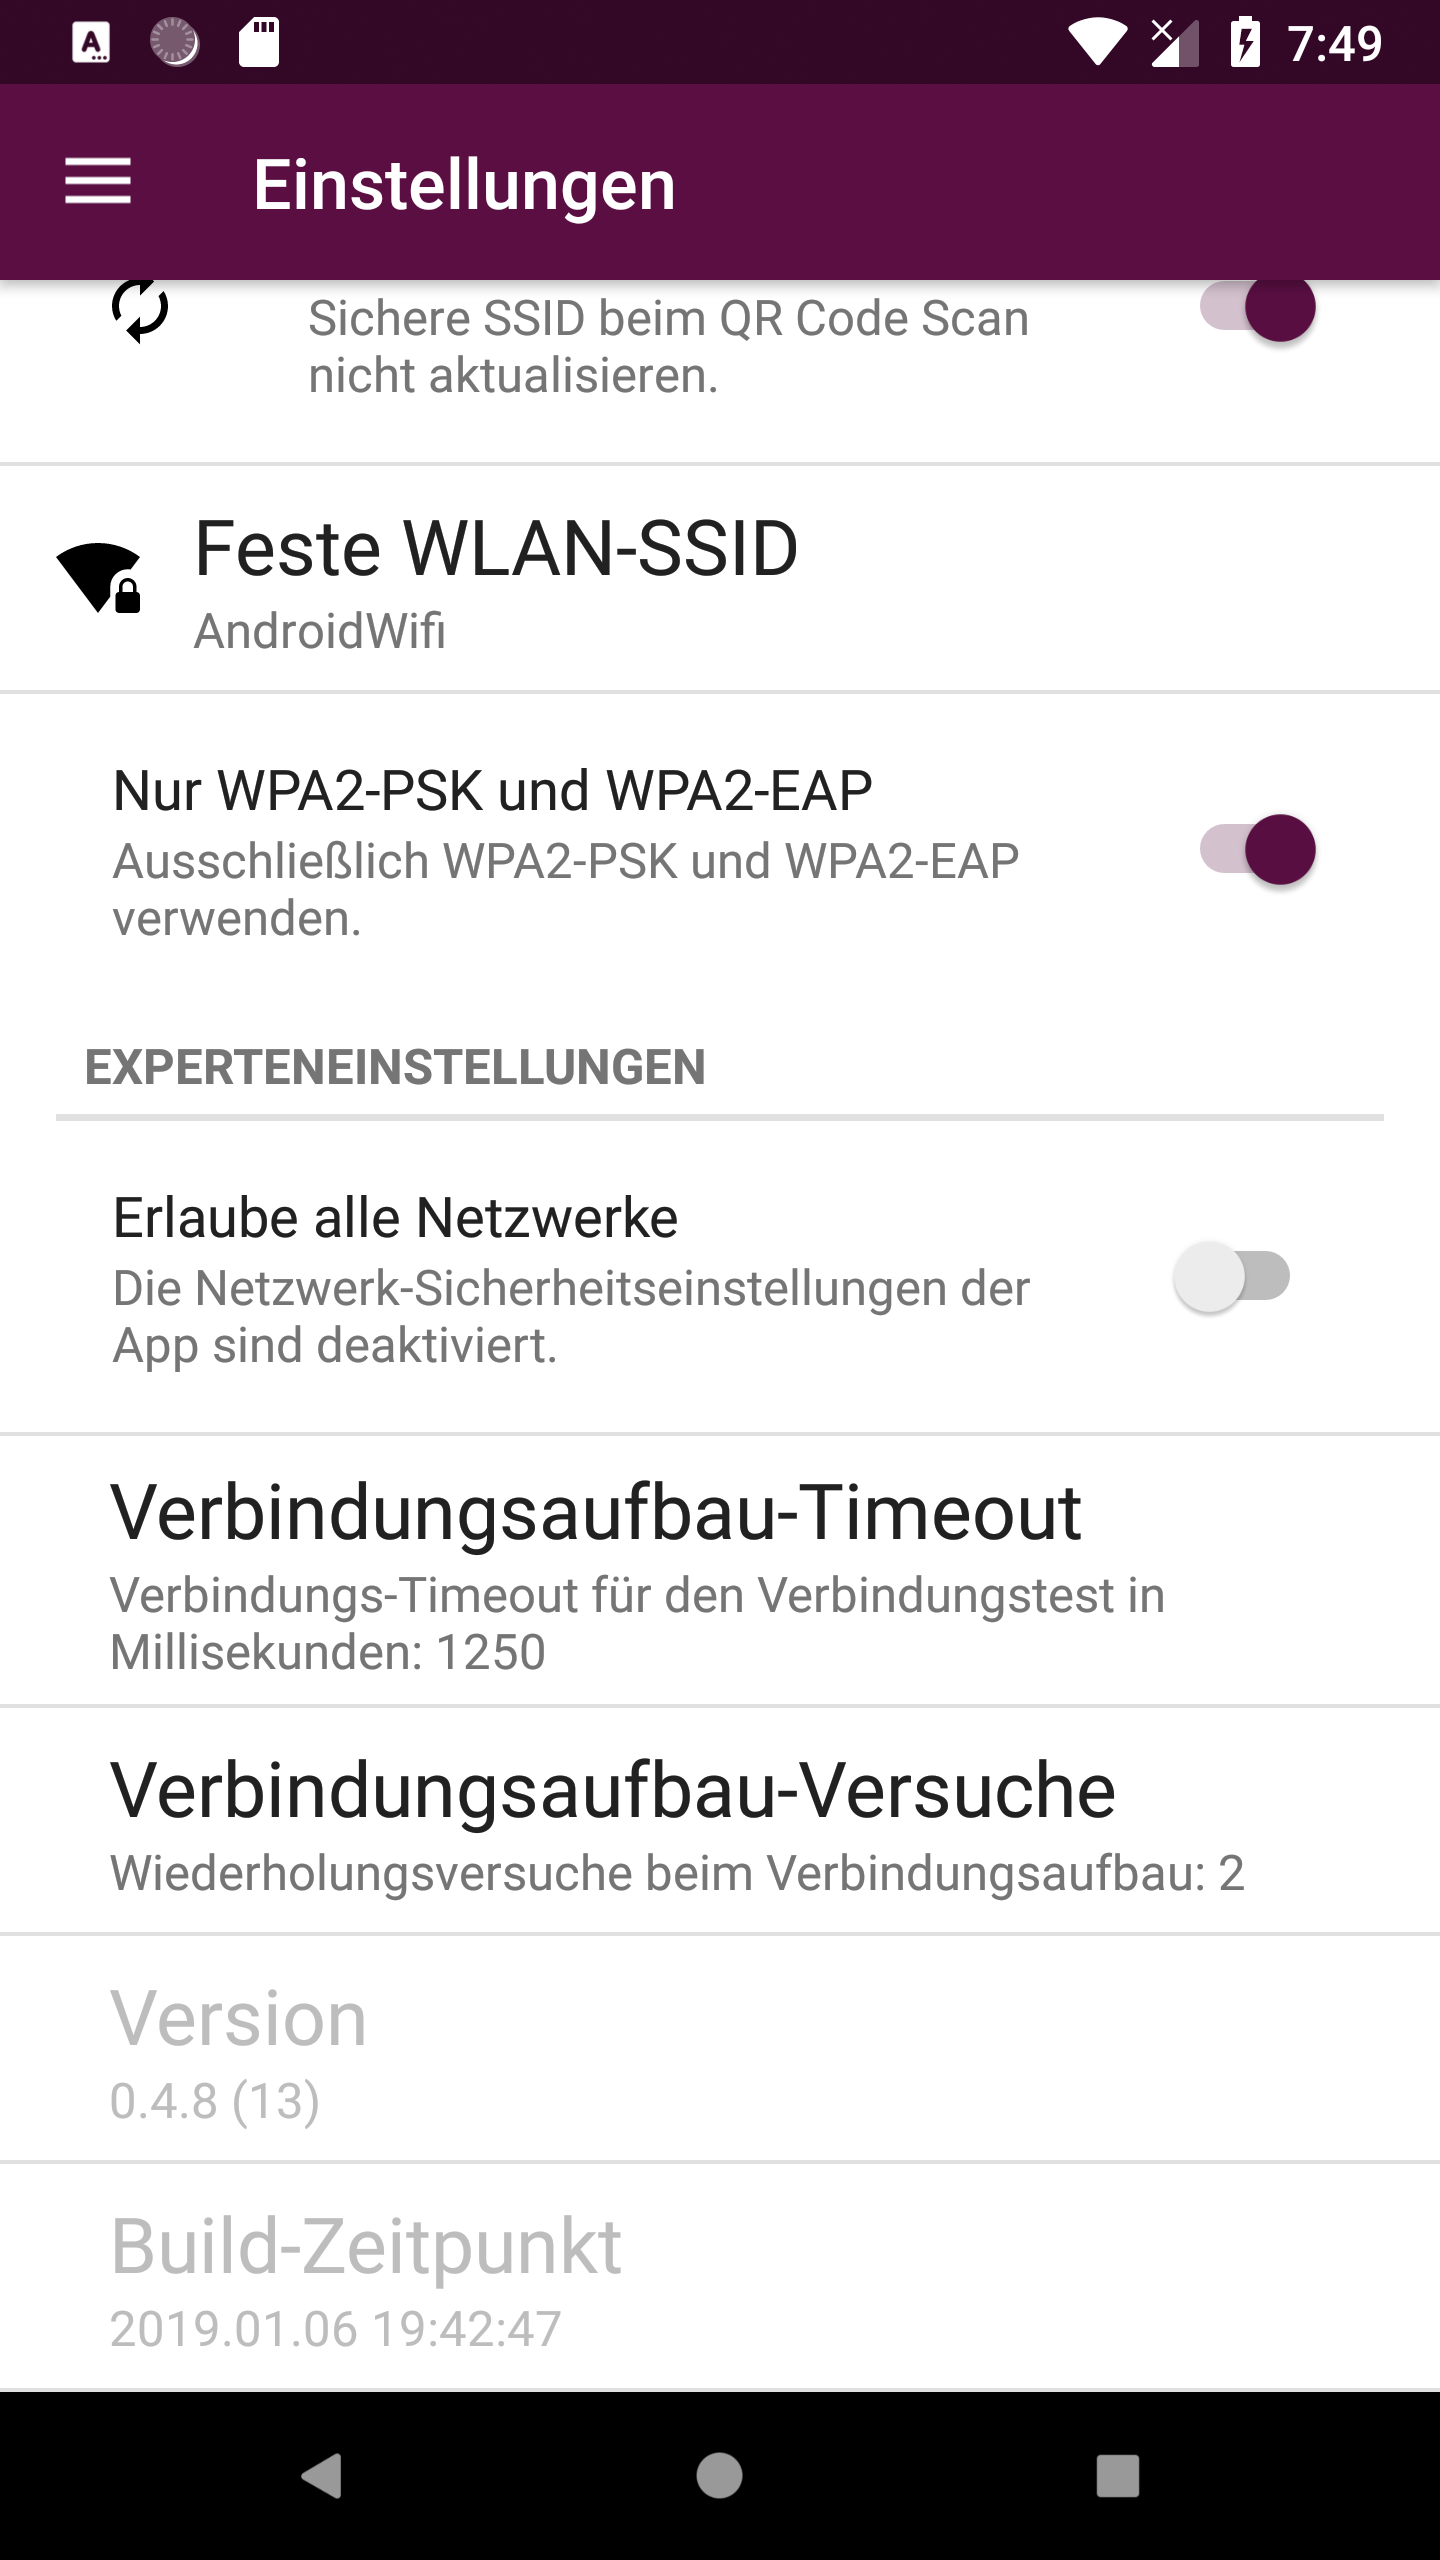 7:49
Einstellungen
Sichere SSID beim QR Code Scan
nicht aktualisieren.
Feste WLAN-SSID
AndroidWifi
Nur WPA2-PSK und WPA2-EAP
Ausschließlich WPA2-PSK und WPA2-EAP
verwenden.
EXPERTENEINSTELLUNGEN
Erlaube alle Netzwerke
Die Netzwerk-Sicherheitseinstellungen der
App sind deaktiviert.
Verbindungsaufbau-Timeout
Verbindungs-Timeout für den Verbindungstest in
Millisekunden: 1250
Verbindungsaufbau-Versuche
Wiederholungsversuche beim Verbindungsaufbau: 2
Version
0.4.8 (13)
Build-Zeitpunkt
2019.01.06 19:42:47